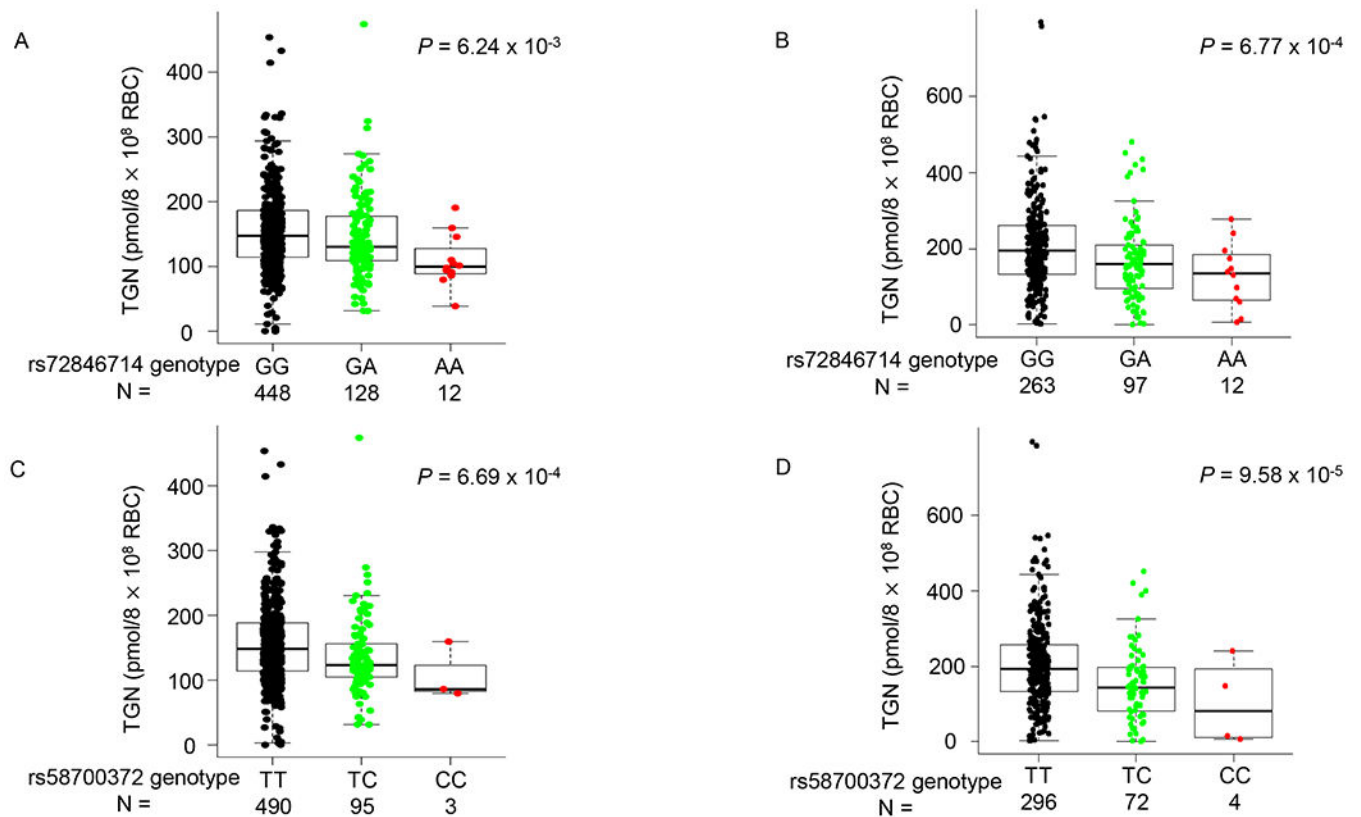 A
P = 6.24 x 10-3
TGN (pmol/8 × 10⁸ RBC)
400
300
200
100
0
rs72846714 genotype
GG GA AA
N =
448 128 12
B
P = 6.77 x 10-4
TGN (pmol/8 × 10⁸ RBC)
600
400
200
0
rs72846714 genotype
GG GA AA
N =
263 97 12
C
P = 6.69 x 10-4
TGN (pmol/8 × 10⁸ RBC)
400
300
200
100
0
rs58700372 genotype
TT TC CC
N =
490 95 3
D
P = 9.58 x 10-5
TGN (pmol/8 × 10⁸ RBC)
600
400
200
0
rs58700372 genotype
TT TC CC
N =
296 72 4